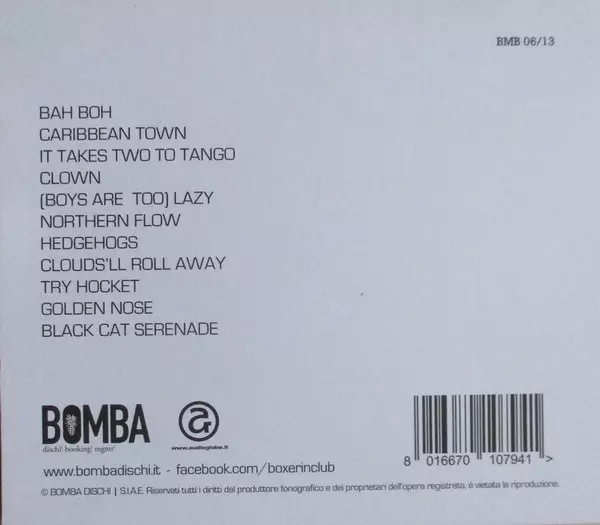 BMB 06/13
BAH BOH
CARIBBEAN TOWN
IT TAKES TWO TO TANGO
CLOWN
(BOYS ARE TOO) LAZY
NORTHERN FLOW
HEDGEHOGS
CLOUDS'LL ROLL AWAY
TRY HOCKET
GOLDEN NOSE
BLACK CAT SERENADE
BOMBA
dischi! booking! mgmt!
www.audioglobe.it
www.bombadischi.it - facebook.com/boxerinclub
8 016670 107941 >
© BOMBA DISCHI | S.I.A.E. Riservati tutti i diritti del produttore fonografico e dei proprietari dell'opera registrata, è vietata la riproduzione.